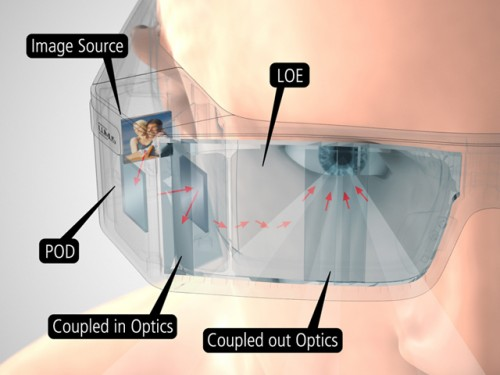 Image Source
LOE
POD
Coupled in Optics
Coupled out Optics